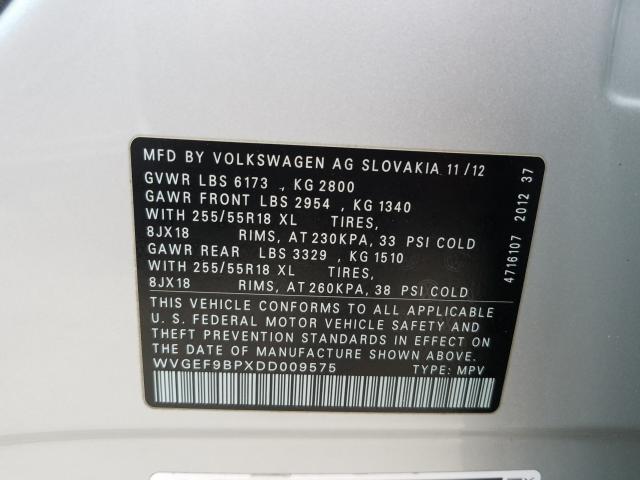 MFD BY VOLKSWAGEN AG SLOVAKIA 11/12
GVWR LBS 6173 , KG 2800
GAWR FRONT LBS 2954 , KG 1340
WITH 255/55R18 XL TIRES,
8JX18 RIMS, AT 230KPA, 33 PSI COLD
GAWR REAR LBS 3329 , KG 1510
WITH 255/55R18 XL TIRES,
8JX18 RIMS, AT 260KPA, 38 PSI COLD
THIS VEHICLE CONFORMS TO ALL APPLICABLE
U. S. FEDERAL MOTOR VEHICLE SAFETY AND
THEFT PREVENTION STANDARDS IN EFFECT ON
THE DATE OF MANUFACTURE SHOWN ABOVE.
WVGEF9BPXDD009575 TYPE: MPV
4716107 2012 37